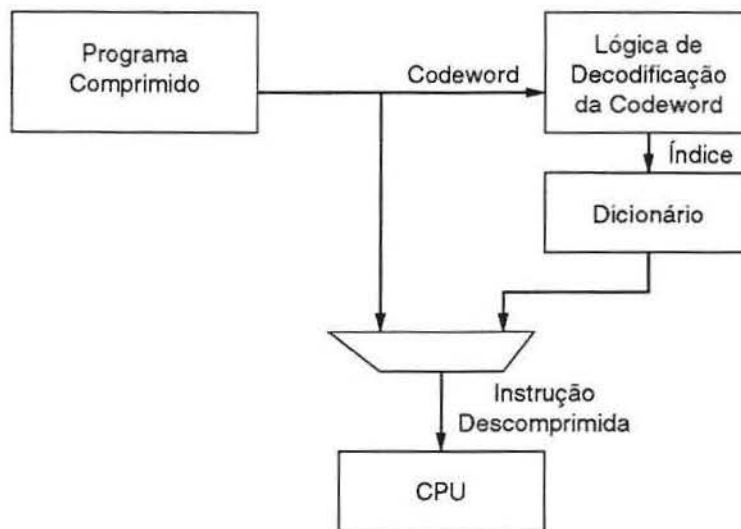 Programa
Comprimido
Codeword
Lógica de
Decodificação
da Codeword
Índice
Dicionário
Instrução
Descomprimida
CPU